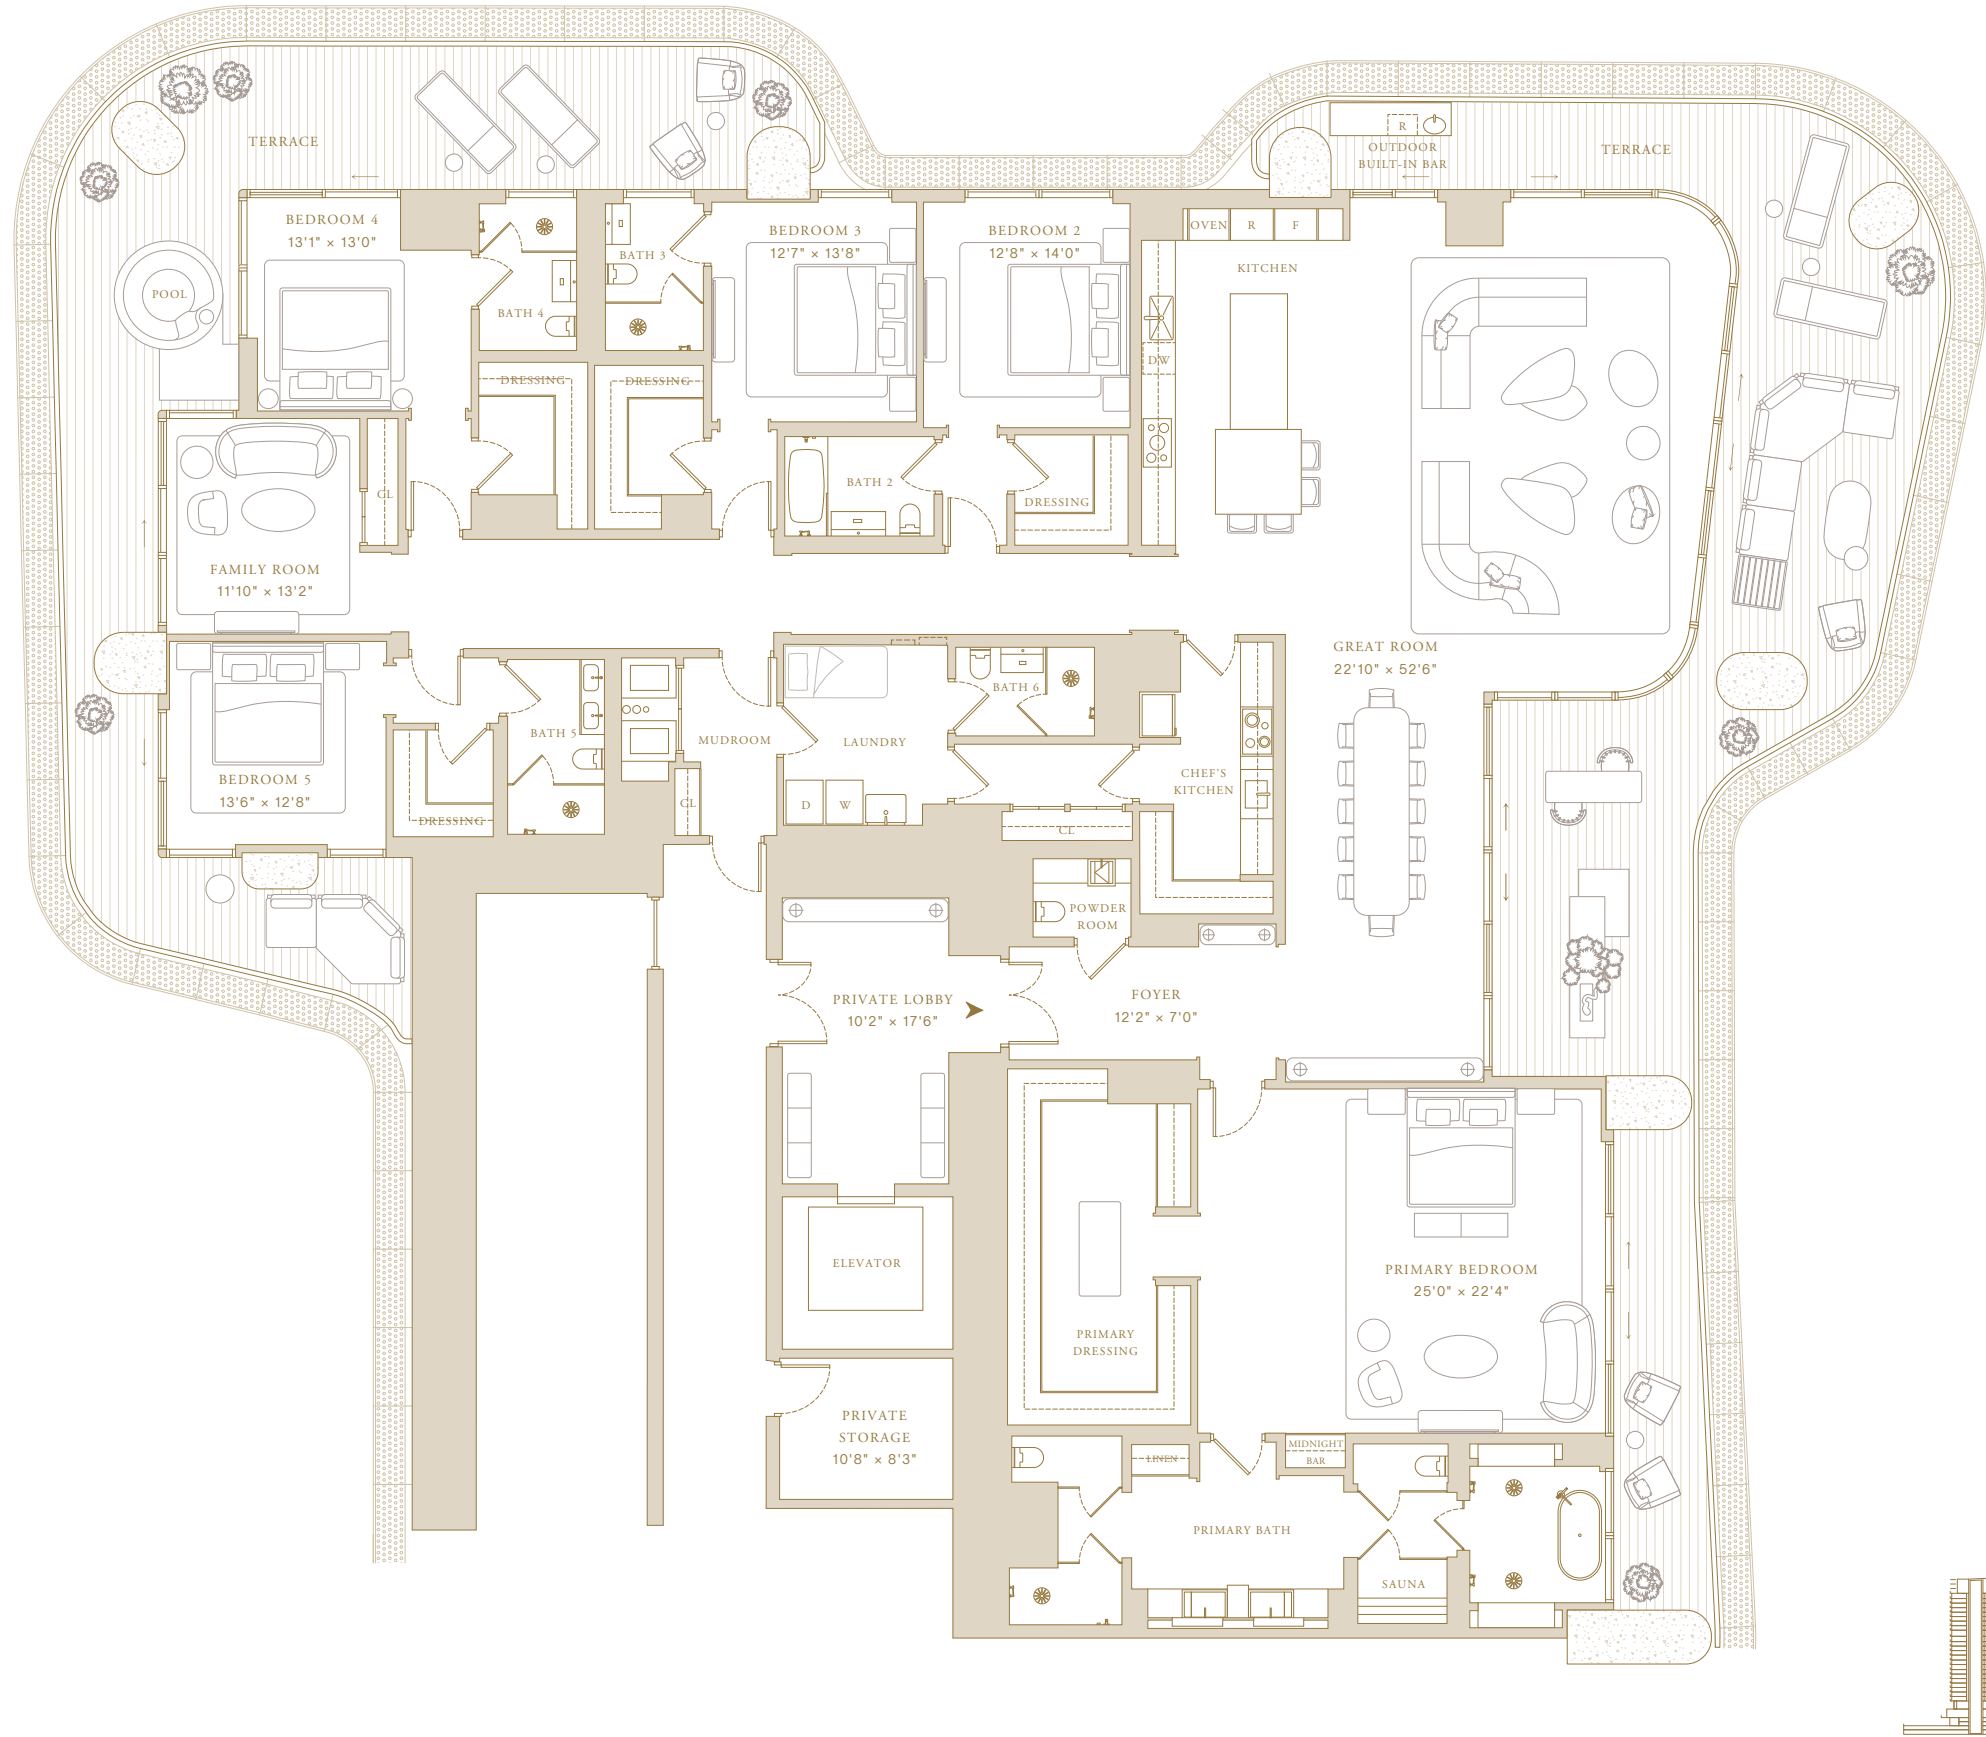 TERRACE
R
OUTDOOR
BUILT-IN BAR
TERRACE
BEDROOM 4
13'1" × 13'0"
BATH 3
BEDROOM 3
12'7" × 13'8"
BEDROOM 2
12'8" × 14'0"
OVEN
R
F
KITCHEN
POOL
BATH 4
DW
DRESSING
DRESSING
CL
BATH 2
DRESSING
FAMILY ROOM
11'10" × 13'2"
GREAT ROOM
22'10" × 52'6"
BATH 6
BATH 5
MUDROOM
LAUNDRY
BEDROOM 5
13'6" × 12'8"
CHEF'S
KITCHEN
D
W
CL
DRESSING
CL
POWDER
ROOM
PRIVATE LOBBY
10'2" × 17'6"
FOYER
12'2" × 7'0"
ELEVATOR
PRIMARY BEDROOM
25'0" × 22'4"
PRIMARY
DRESSING
PRIVATE
STORAGE
10'8" × 8'3"
LINEN
MIDNIGHT
BAR
PRIMARY BATH
SAUNA